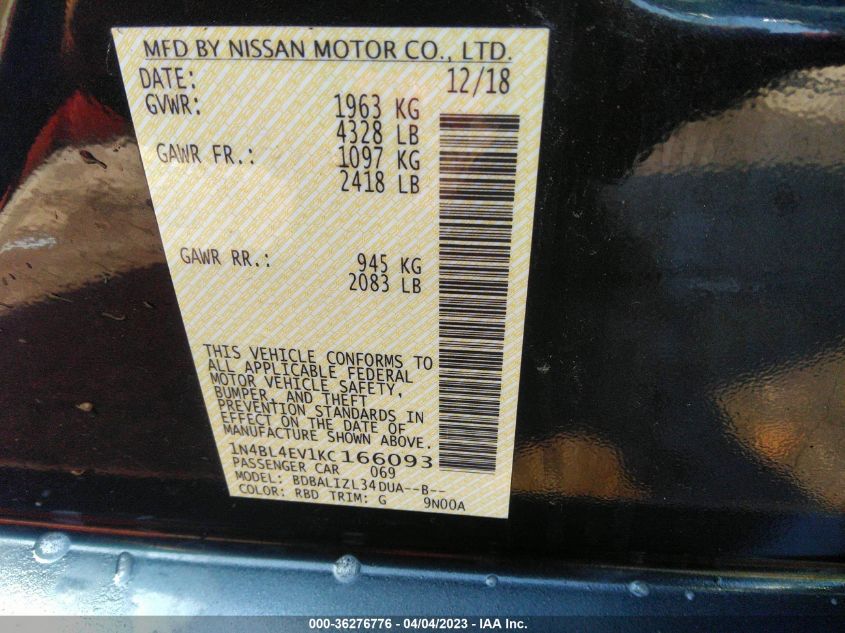 MFD BY NISSAN MOTOR CO., LTD.
DATE: 12/18
GVWR: 1963 KG
4328 LB
GAWR FR.: 1097 KG
2418 LB
GAWR RR.: 945 KG
2083 LB
THIS VEHICLE CONFORMS TO
ALL APPLICABLE FEDERAL
MOTOR VEHICLE SAFETY,
BUMPER, AND THEFT
PREVENTION STANDARDS IN
EFFECT ON THE DATE OF
MANUFACTURE SHOWN ABOVE.
1N4BL4EV1KC166093
PASSENGER CAR 069
MODEL: BDBALIZL34DUA--B--
COLOR: RBD TRIM: G 9N00A
000-36276776 - 04/04/2023 - IAA Inc.